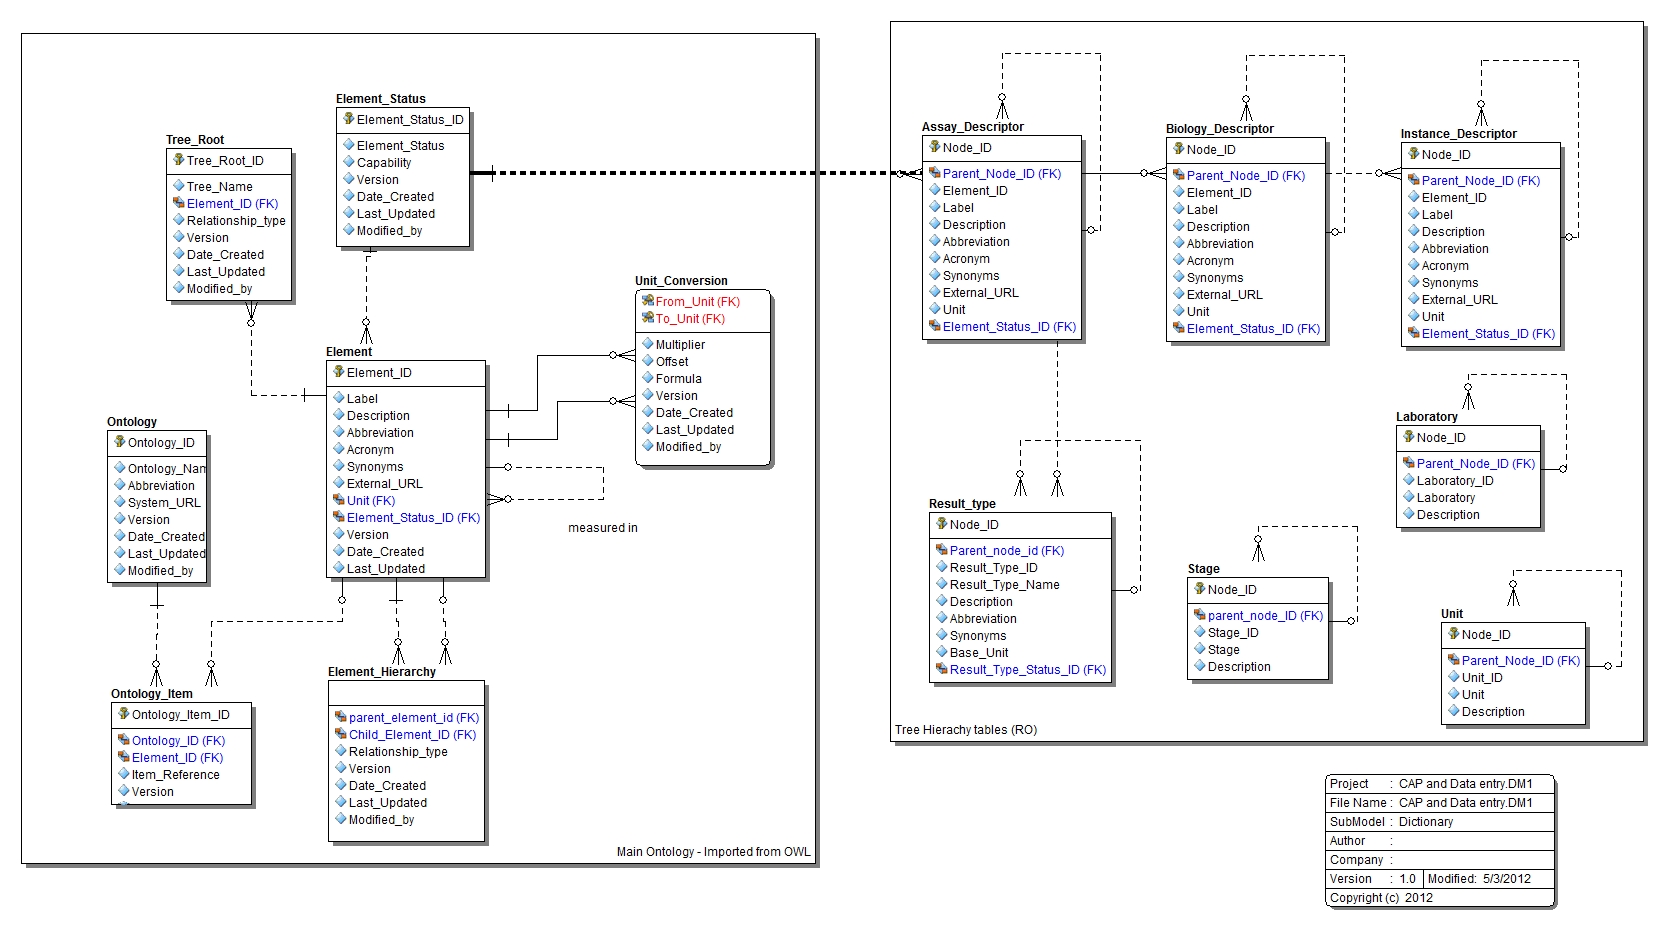 Element_Status
Element_Status_ID
Element_Status
Capability
Version
Date_Created
Last_Updated
Modified_by
Tree_Root
Tree_Root_ID
Tree_Name
Element_ID (FK)
Relationship_type
Version
Date_Created
Last_Updated
Modified_by
Unit_Conversion
From_Unit (FK)
To_Unit (FK)
Multiplier
Offset
Formula
Version
Date_Created
Last_Updated
Modified_by
Element
Element_ID
Label
Description
Abbreviation
Acronym
Synonyms
External_URL
Unit (FK)
Element_Status_ID (FK)
Version
Date_Created
Last_Updated
measured in
Ontology
Ontology_ID
Ontology_Nam
Abbreviation
System_URL
Version
Date_Created
Last_Updated
Modified_by
Ontology_Item
Ontology_Item_ID
Ontology_ID (FK)
Element_ID (FK)
Item_Reference
Version
Element_Hierarchy
parent_element_id (FK)
Child_Element_ID (FK)
Relationship_type
Version
Date_Created
Last_Updated
Modified_by
Main Ontology - Imported from OWL
Assay_Descriptor
Node_ID
Parent_Node_ID (FK)
Element_ID
Label
Description
Abbreviation
Acronym
Synonyms
External_URL
Unit
Element_Status_ID (FK)
Biology_Descriptor
Node_ID
Parent_Node_ID (FK)
Element_ID
Label
Description
Abbreviation
Acronym
Synonyms
External_URL
Unit
Element_Status_ID (FK)
Instance_Descriptor
Node_ID
Parent_Node_ID (FK)
Element_ID
Label
Description
Abbreviation
Acronym
Synonyms
External_URL
Unit
Element_Status_ID (FK)
Laboratory
Node_ID
Parent_Node_ID (FK)
Laboratory_ID
Laboratory
Description
Result_type
Node_ID
Parent_node_id (FK)
Result_Type_ID
Result_Type_Name
Description
Abbreviation
Synonyms
Base_Unit
Result_Type_Status_ID (FK)
Stage
Node_ID
parent_node_ID (FK)
Stage_ID
Stage
Description
Unit
Node_ID
Parent_Node_ID (FK)
Unit_ID
Unit
Description
Tree Hierachy tables (RO)
Project : CAP and Data entry.DM1
File Name : CAP and Data entry.DM1
SubModel : Dictionary
Author :
Company :
Version : 1.0 Modified: 5/3/2012
Copyright (c) 2012